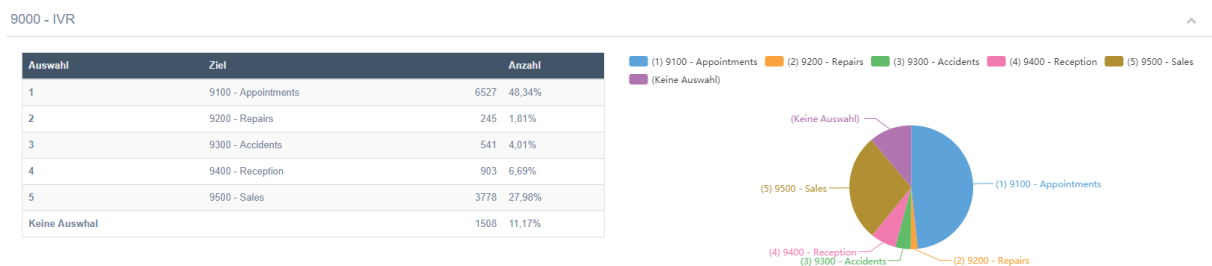 9000 - IVR
Auswahl Ziel Anzahl
1 9100 - Appointments 6527 48,34%
2 9200 - Repairs 245 1,81%
3 9300 - Accidents 541 4,01%
4 9400 - Reception 903 6,69%
5 9500 - Sales 3778 27,98%
Keine Auswhal 1508 11,17%
(1) 9100 - Appointments (2) 9200 - Repairs (3) 9300 - Accidents (4) 9400 - Reception (5) 9500 - Sales
(Keine Auswahl)
(Keine Auswahl)
(1) 9100 - Appointments
(5) 9500 - Sales
(4) 9400 - Reception
(3) 9300 - Accidents
(2) 9200 - Repairs